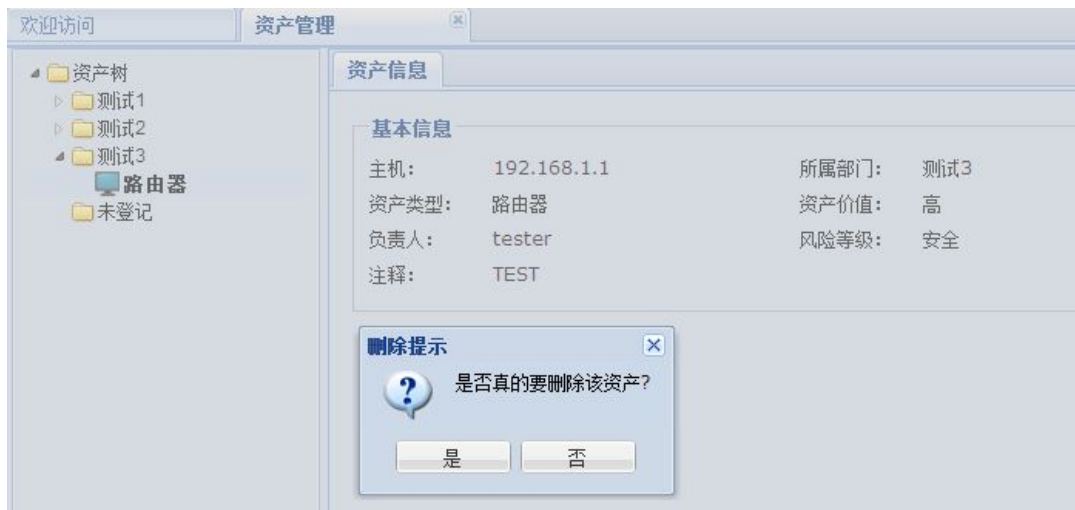 欢迎访问
资产管理
资产树
测试1
测试2
测试3
路由器
未登记
资产信息
基本信息
主机: 192.168.1.1 所属部门: 测试3
资产类型: 路由器 资产价值: 高
负责人: tester 风险等级: 安全
注释: TEST
删除提示
是否真的要删除该资产?
是 否